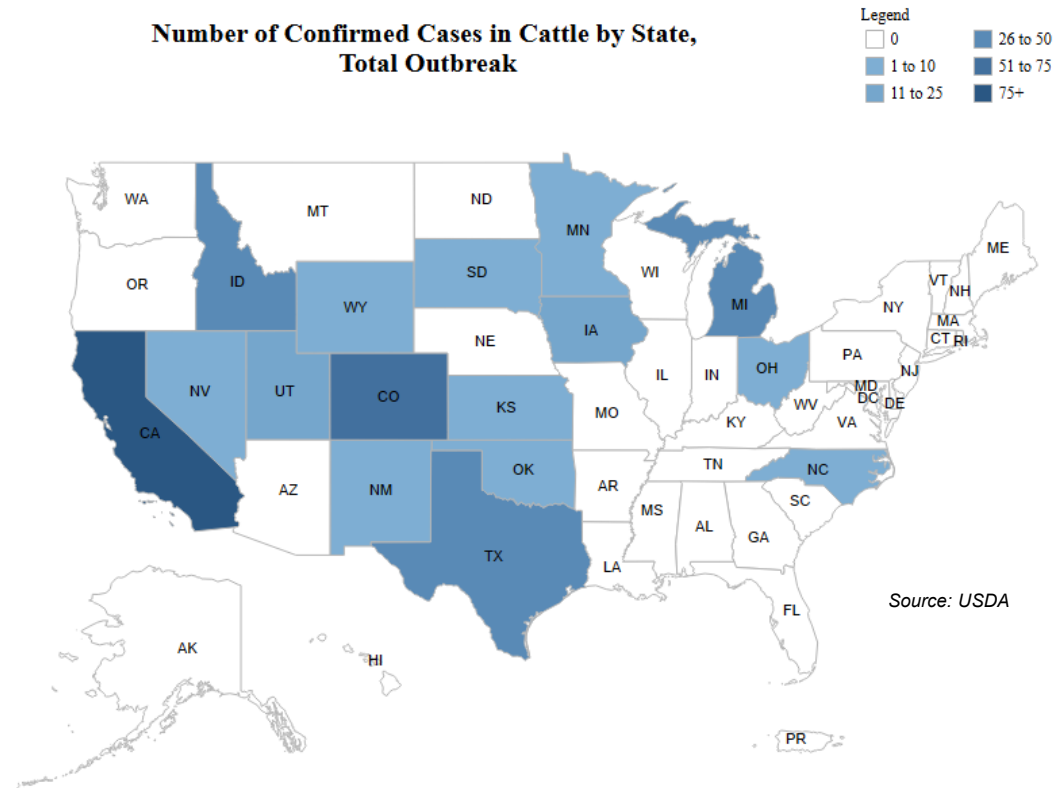 Number of Confirmed Cases in Cattle by State,
Total Outbreak
Legend
0
26 to 50
1 to 10
51 to 75
11 to 25
75+
WA
MT
ND
MN
ME
OR
ID
WY
SD
WI
MI
VT
NH
NY
MA
CT
RI
NE
IA
PA
NJ
NV
UT
CO
KS
IL
IN
OH
MD
DC
DE
WV
VA
MO
KY
CA
AZ
NM
OK
AR
TN
NC
SC
MS
AL
GA
TX
LA
FL
Source: USDA
AK
HI
PR